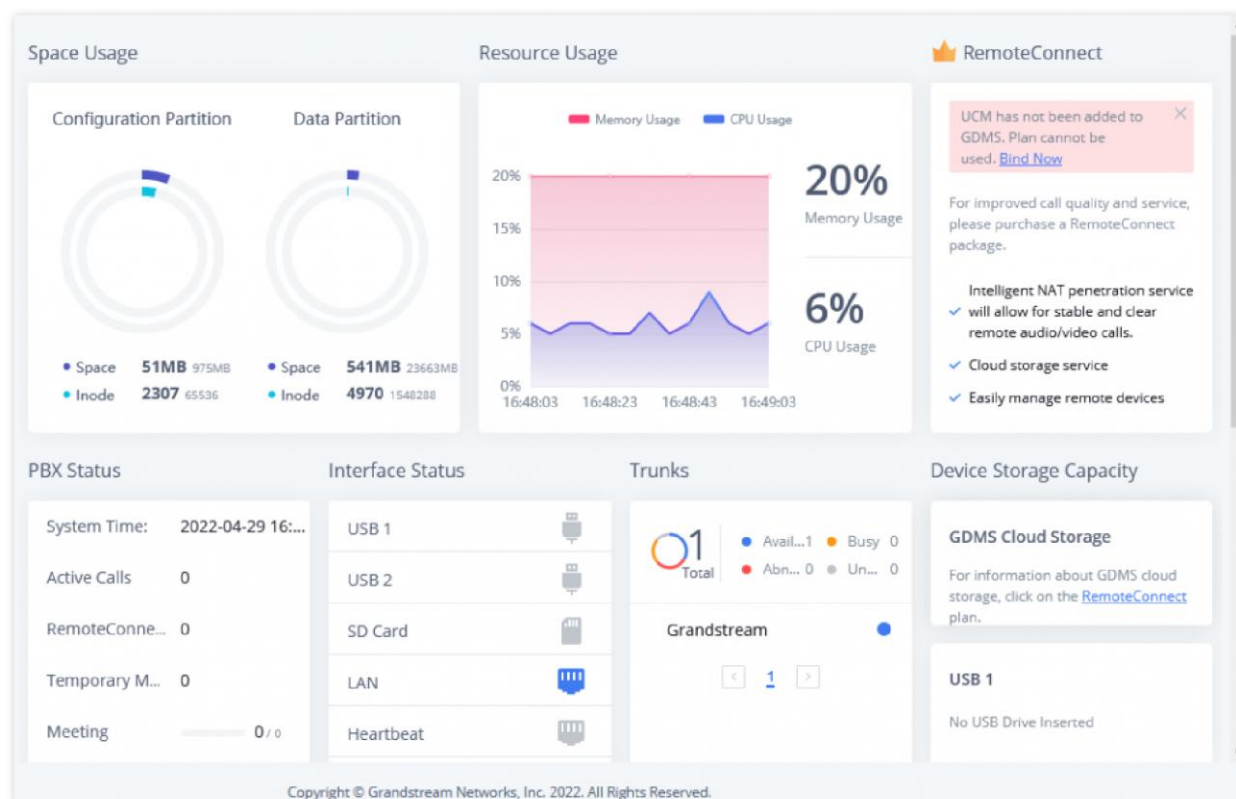 Space Usage
Configuration Partition
Data Partition
Space 51MB 975MB
Inode 2307 65536
Space 541MB 23663MB
Inode 4970 1548288
Resource Usage
Memory Usage CPU Usage
20%
15%
10%
5%
0%
16:48:03 16:48:23 16:48:43 16:49:03
20%
Memory Usage
6%
CPU Usage
RemoteConnect
UCM has not been added to
GDMS. Plan cannot be
used. Bind Now
For improved call quality and service,
please purchase a RemoteConnect
package.
Intelligent NAT penetration service
will allow for stable and clear
remote audio/video calls.
Cloud storage service
Easily manage remote devices
PBX Status
System Time: 2022-04-29 16:...
Active Calls 0
RemoteConne... 0
Temporary M... 0
Meeting 0 / 0
Interface Status
USB 1
USB 2
SD Card
LAN
Heartbeat
Trunks
1
Total
Avail...1 Busy 0
Abn... 0 Un... 0
Grandstream
< 1 >
Device Storage Capacity
GDMS Cloud Storage
For information about GDMS cloud
storage, click on the RemoteConnect
plan.
USB 1
No USB Drive Inserted
Copyright © Grandstream Networks, Inc. 2022. All Rights Reserved.